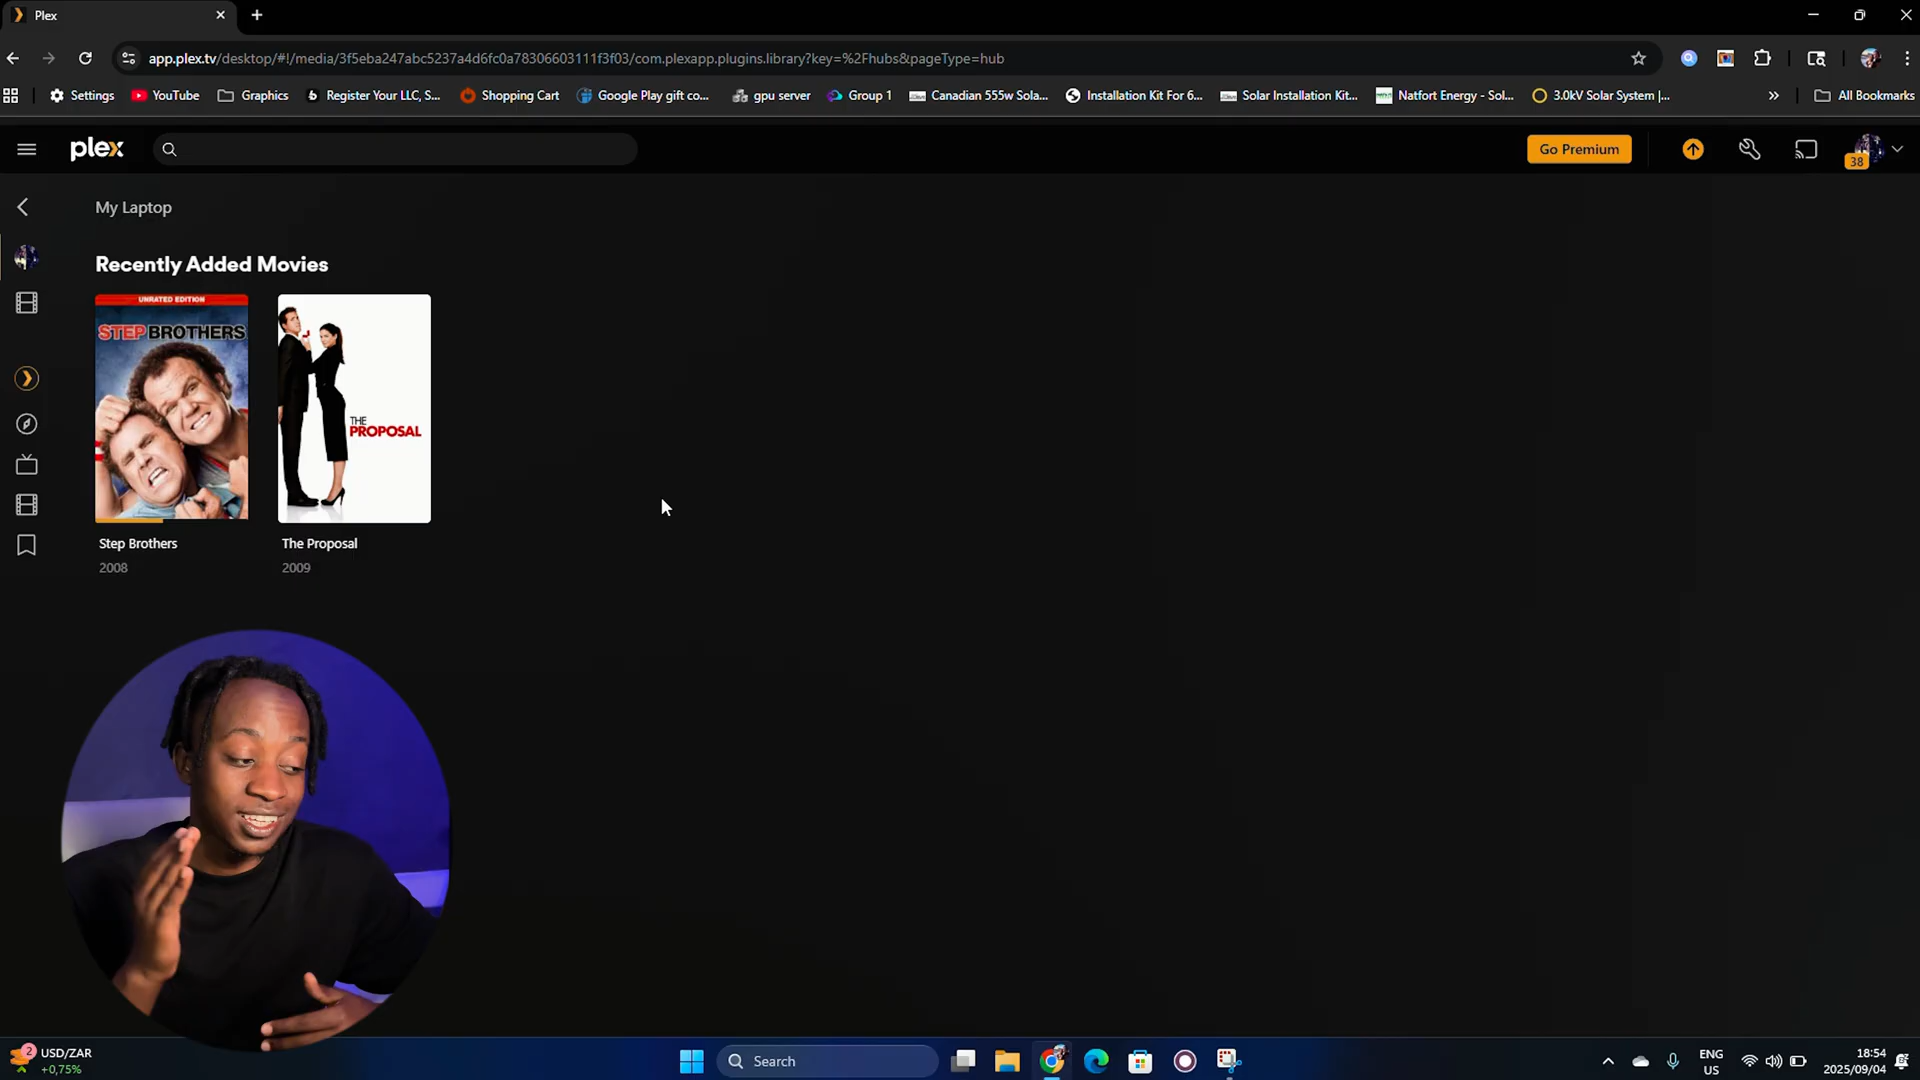 Plex
app.plex.tv/desktop/#!/media/3f5eba247abc5237a4d6fc0a78306603111f3f03/com.plexapp.plugins.library?key=%2Fhubs&pageType=hub
Settings YouTube Graphics Register Your LLC, S... Shopping Cart Google Play gift co... gpu server Group 1 Canadian 555w Sola... Installation Kit For 6... Solar Installation Kit... Natfort Energy - Sol... 3.0kV Solar System |... » All Bookmarks
plex Go Premium 38
My Laptop
Recently Added Movies
UNRATED EDITION
STEP BROTHERS
THE
PROPOSAL
Step Brothers The Proposal
2008 2009
2 USD/ZAR
+0,75%
Search
ENG
US
18:54
2025/09/04